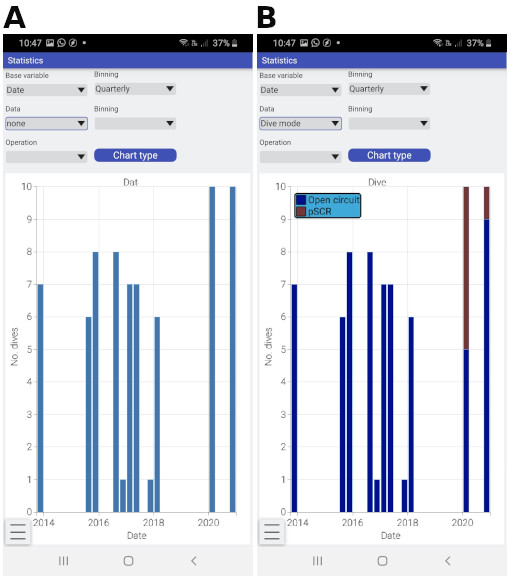 A
10:47 37%
Statistics
Base variable Binning
Date Quarterly
Data Binning
none
Operation
Chart type
Dat
10
9
8
7
6
5
4
3
2
1
0
No. dives
2014 2016 2018 2020
Date
B
10:47 37%
Statistics
Base variable Binning
Date Quarterly
Data Binning
Dive mode
Operation
Chart type
Dive
Open circuit
pSCR
10
9
8
7
6
5
4
3
2
1
0
No. dives
2014 2016 2018 2020
Date